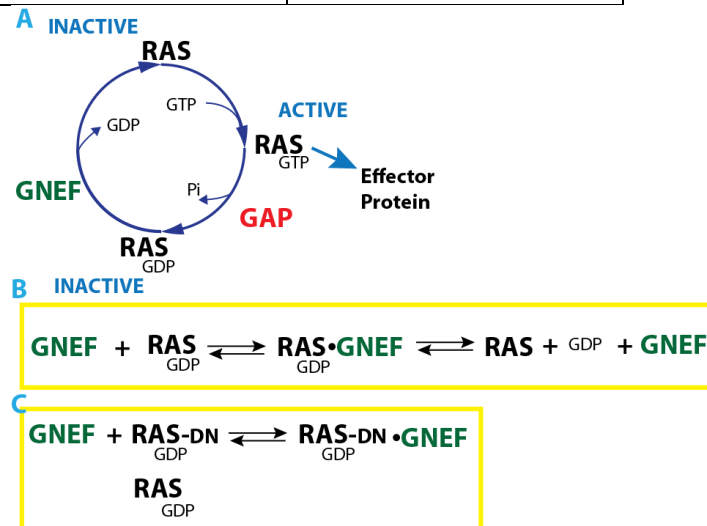 A INACTIVE
RAS
GTP
GDP
ACTIVE
RAS
GTP
Effector
Protein
GNEF
Pi
GAP
RAS
GDP
B INACTIVE
GNEF + RAS RAS•GNEF RAS + GDP + GNEF
GDP GDP
C
GNEF + RAS-DN RAS-DN •GNEF
GDP GDP
RAS
GDP